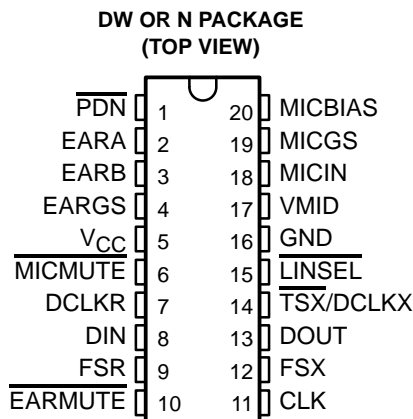 DW OR N PACKAGE
(TOP VIEW)
PDN 1 20 MICBIAS
EARA 2 19 MICGS
EARB 3 18 MICIN
EARGS 4 17 VMID
VCC 5 16 GND
MICMUTE 6 15 LINSEL
DCLKR 7 14 TSX/DCLKX
DIN 8 13 DOUT
FSR 9 12 FSX
EARMUTE 10 11 CLK